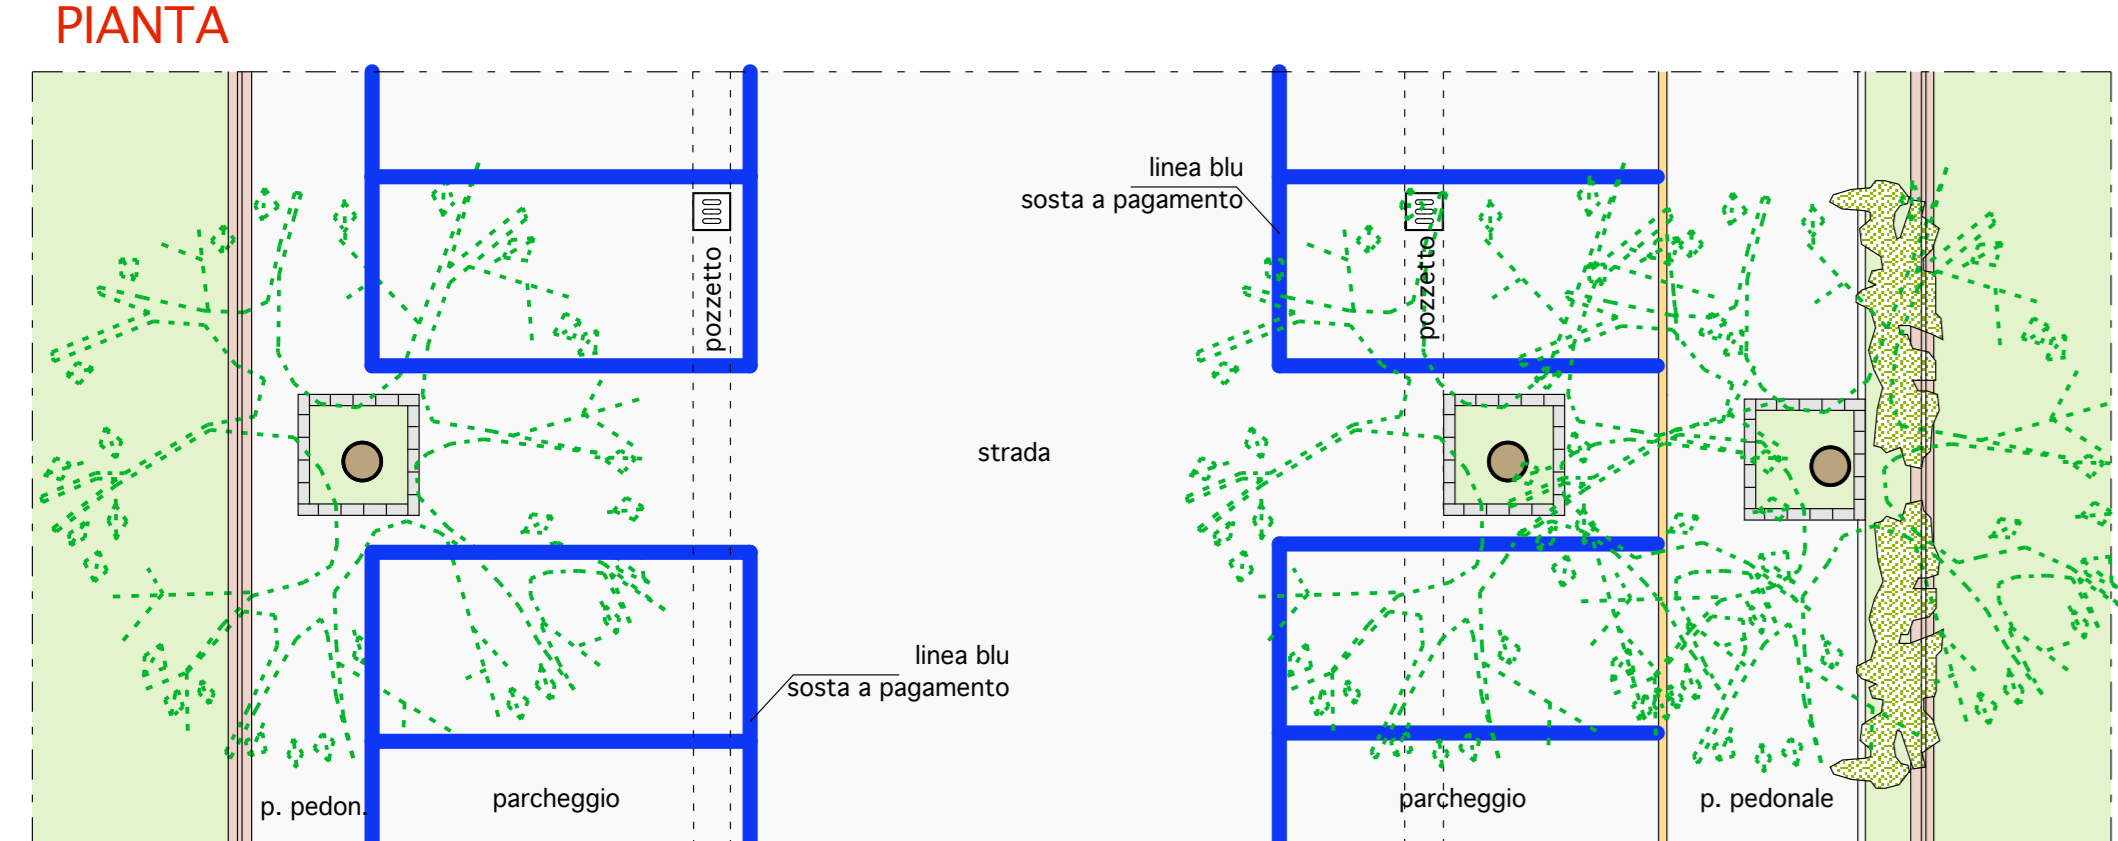 PIANTA
linea blu
sosta a pagamento
pozzetto
pozzetto
strada
linea blu
sosta a pagamento
p. pedon.
parcheggio
parcheggio
p. pedonale